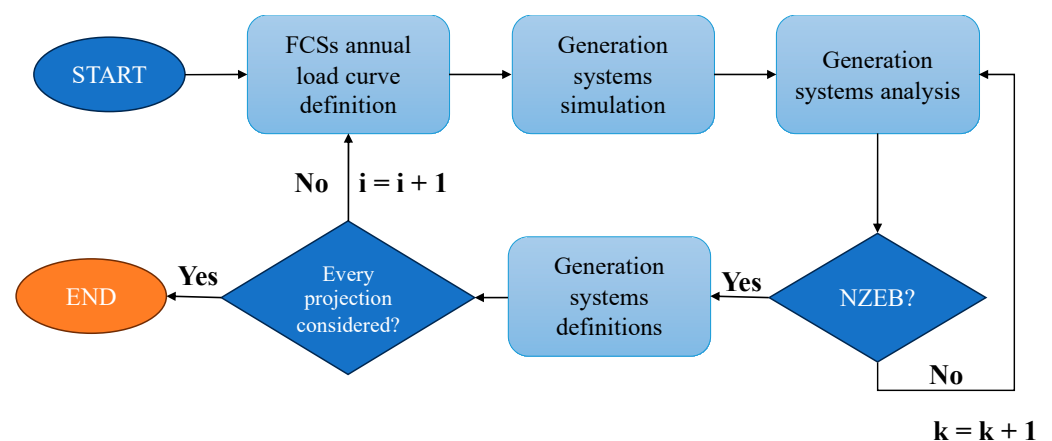 START
FCSs annual
load curve
definition
Generation
systems
simulation
Generation
systems analysis
No i = i + 1
Yes
END
Every
projection
considered?
Generation
systems
definitions
Yes
NZEB?
No
k = k + 1